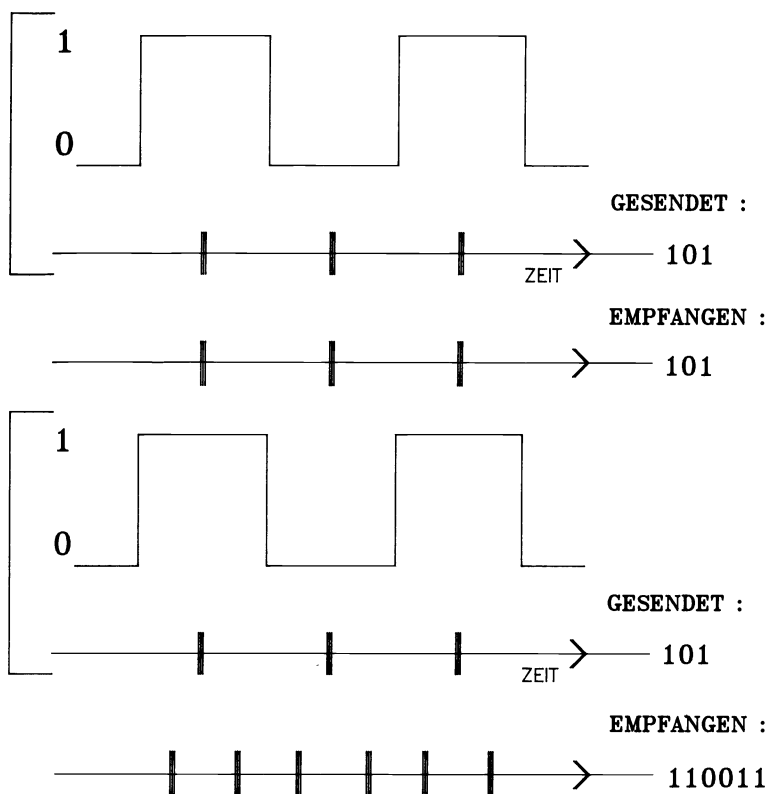 1
0
GESENDET :
101
ZEIT
EMPFANGEN :
101
1
0
GESENDET :
101
ZEIT
EMPFANGEN :
110011